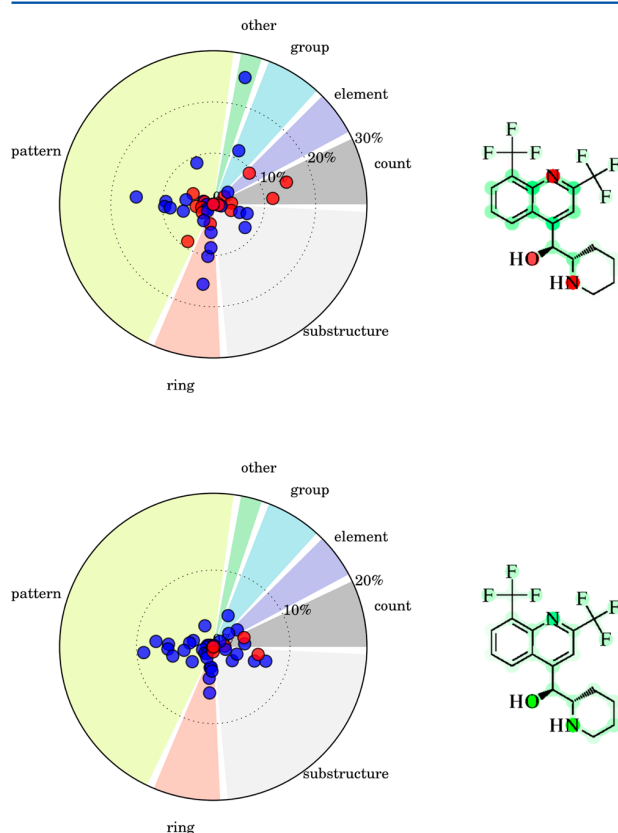 other
group
element
30%
count
20%
10%
0
pattern
substructure
ring
F
F F
N
F
F
F
HO
HN
other
group
element
20%
count
10%
pattern
substructure
ring
F
F F
N
F
F
F
HO
HN